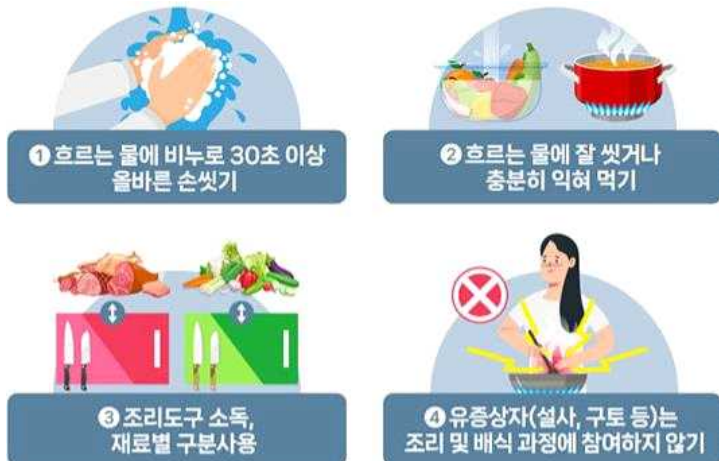 ❶ 흐르는 물에 비누로 30초 이상
올바른 손씻기
❷ 흐르는 물에 잘 씻거나
충분히 익혀 먹기
❸ 조리도구 소독,
재료별 구분사용
❹ 유증상자(설사, 구토 등)는
조리 및 배식 과정에 참여하지 않기